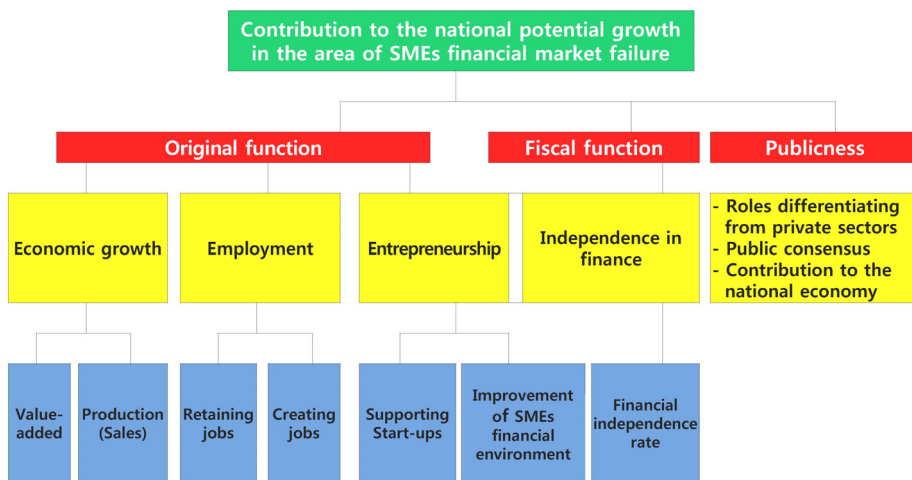 Contribution to the national potential growth
in the area of SMEs financial market failure
Original function
Fiscal function
Publicness
Economic growth
Employment
Entrepreneurship
Independence in
finance
- Roles differentiating
from private sectors
- Public consensus
- Contribution to the
national economy
Value-
added
Production
(Sales)
Retaining
jobs
Creating
jobs
Supporting
Start-ups
Improvement
of SMEs
financial
environment
Financial
independence
rate